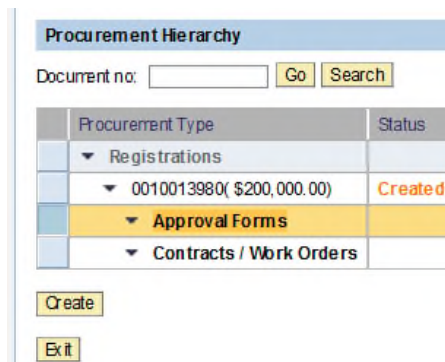 Procurement Hierarchy
Document no: Go Search
Procurement Type Status
Registrations
0010013980( $200,000.00) Created
Approval Forms
Contracts / Work Orders
Create
Exit